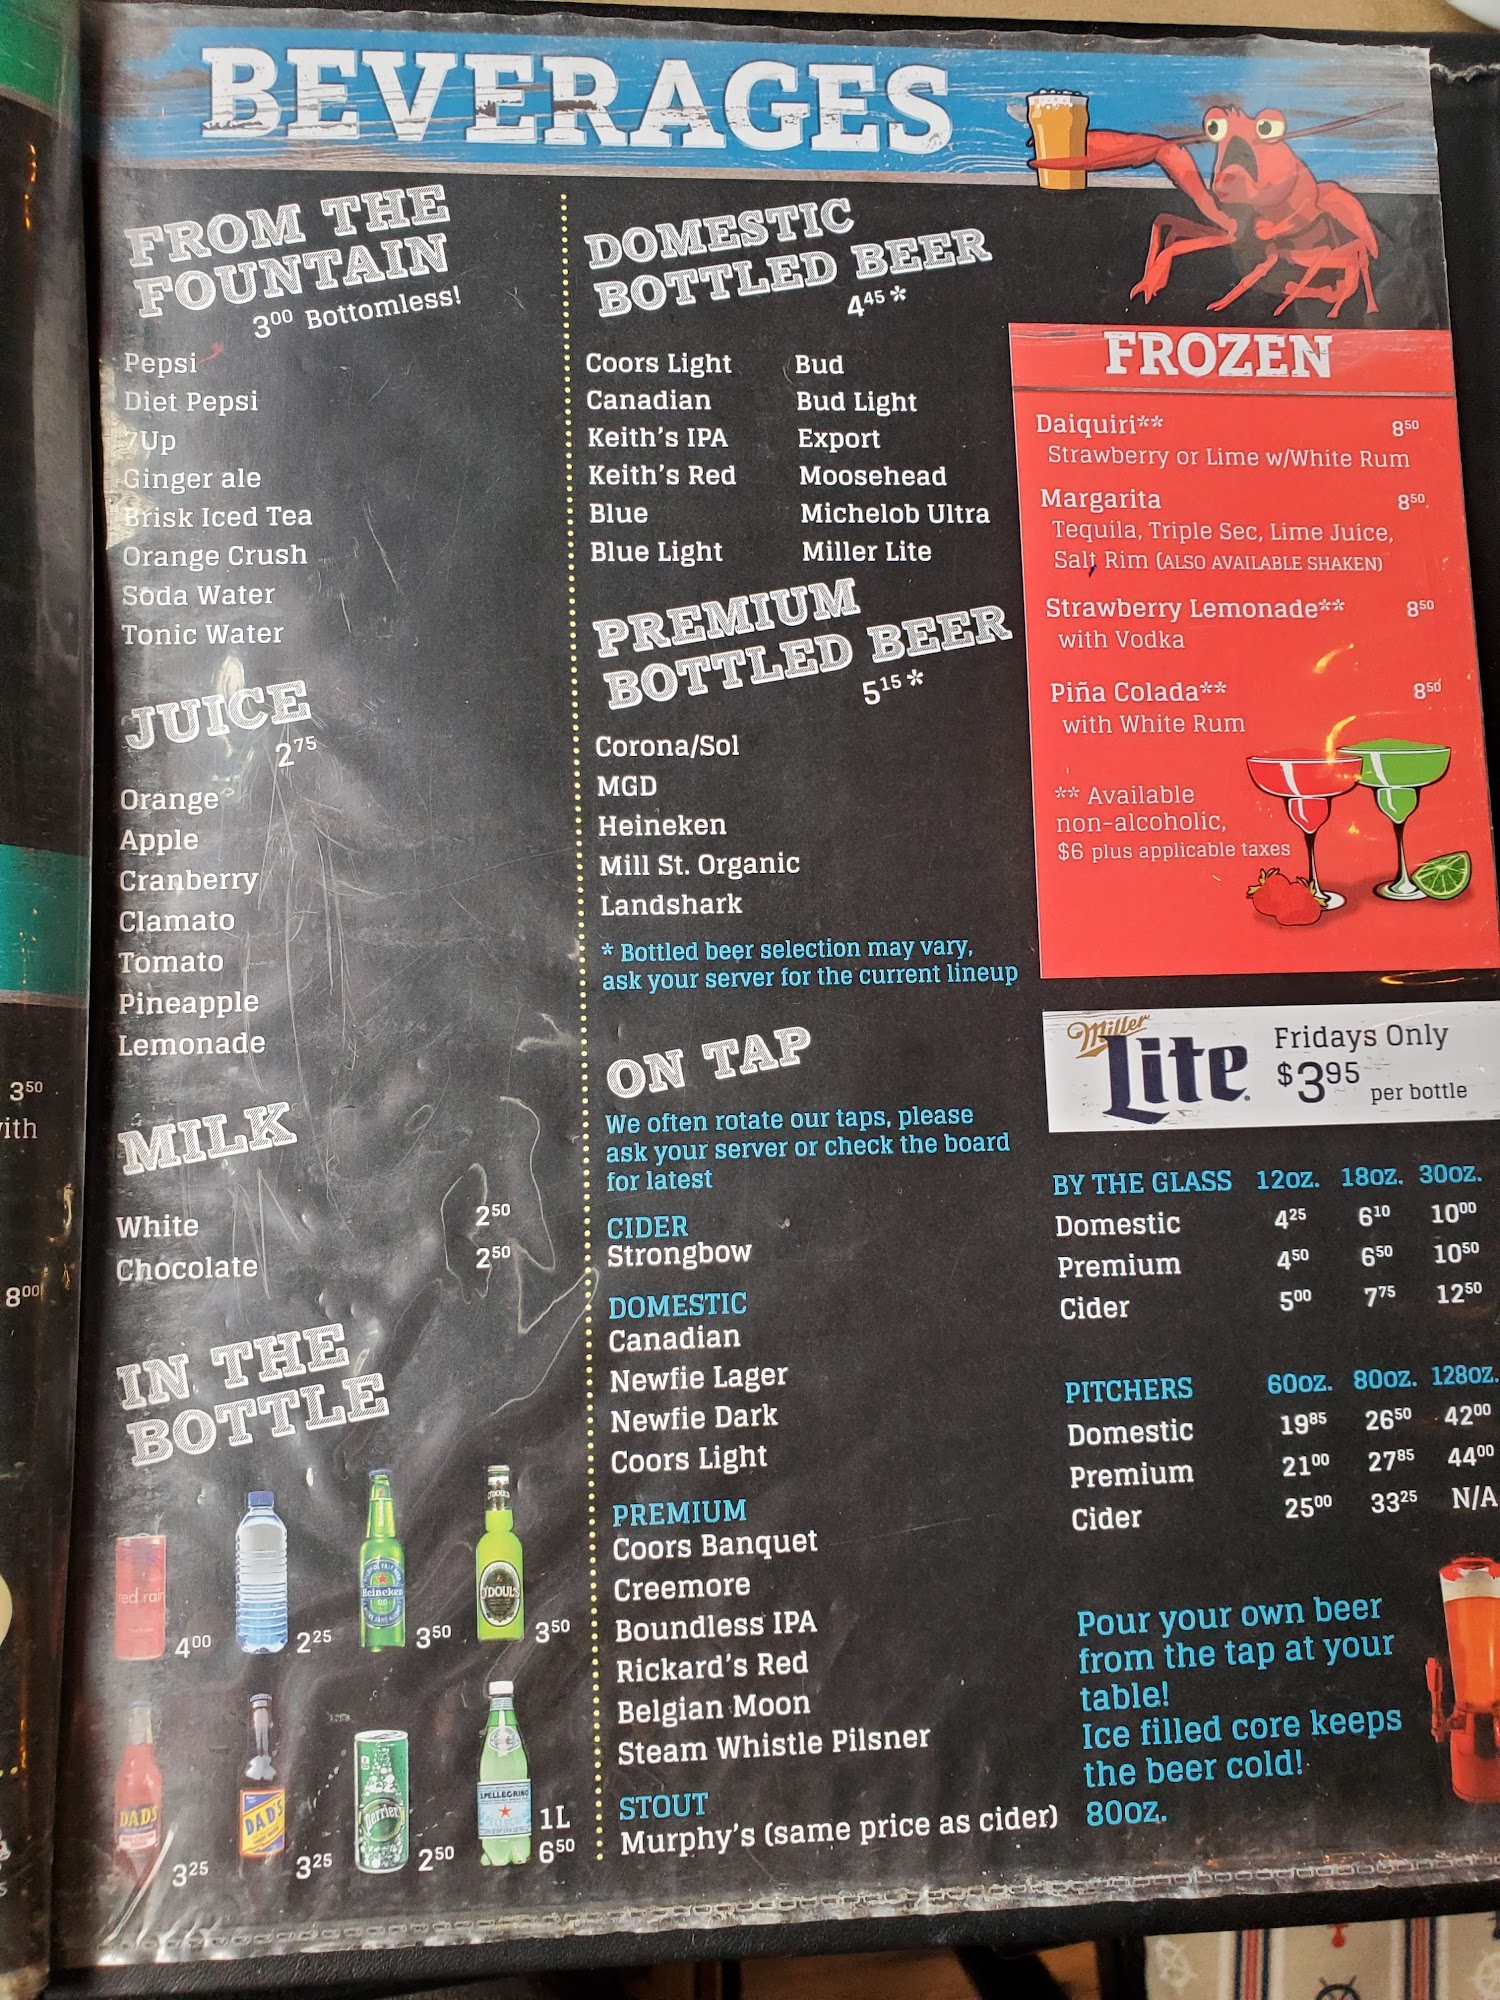 BEVERAGES
FROM THE
FOUNTAIN
3⁰⁰ Bottomless!
Pepsi
Diet Pepsi
7Up
Ginger ale
Brisk Iced Tea
Orange Crush
Soda Water
Tonic Water
JUICE
2⁷⁵
Orange
Apple
Cranberry
Clamato
Tomato
Pineapple
Lemonade
MILK
White 2⁵⁰
Chocolate 2⁵⁰
IN THE
BOTTLE
red rain
Heineken
0.0
O'DOUL'S
4⁰⁰ 2²⁵ 3⁵⁰ 3⁵⁰
DAD'S
DAD'S
Perrier
S.PELLEGRINO
1L
3²⁵ 3²⁵ 2⁵⁰ 6⁵⁰
DOMESTIC
BOTTLED BEER
4⁴⁵*
Coors Light Bud
Canadian Bud Light
Keith's IPA Export
Keith's Red Moosehead
Blue Michelob Ultra
Blue Light Miller Lite
PREMIUM
BOTTLED BEER
5¹⁵*
Corona/Sol
MGD
Heineken
Mill St. Organic
Landshark
* Bottled beer selection may vary,
ask your server for the current lineup
ON TAP
We often rotate our taps, please
ask your server or check the board
for latest
CIDER
Strongbow
DOMESTIC
Canadian
Newfie Lager
Newfie Dark
Coors Light
PREMIUM
Coors Banquet
Creemore
Boundless IPA
Rickard's Red
Belgian Moon
Steam Whistle Pilsner
STOUT
Murphy's (same price as cider)
FROZEN
Daiquiri** 8⁵⁰
Strawberry or Lime w/White Rum
Margarita 8⁵⁰
Tequila, Triple Sec, Lime Juice,
Salt Rim (ALSO AVAILABLE SHAKEN)
Strawberry Lemonade** 8⁵⁰
with Vodka
Piña Colada** 8⁵⁰
with White Rum
** Available
non-alcoholic,
$6 plus applicable taxes
Miller
Lite
Fridays Only
$3⁹⁵ per bottle
BY THE GLASS 12oz. 18oz. 30oz.
Domestic 4²⁵ 6¹⁰ 10⁰⁰
Premium 4⁵⁰ 6⁵⁰ 10⁵⁰
Cider 5⁰⁰ 7⁷⁵ 12⁵⁰
PITCHERS 60oz. 80oz. 128oz.
Domestic 19⁸⁵ 26⁵⁰ 42⁰⁰
Premium 21⁰⁰ 27⁸⁵ 44⁰⁰
Cider 25⁰⁰ 33²⁵ N/A
Pour your own beer
from the tap at your
table!
Ice filled core keeps
the beer cold!
80oz.
3⁵⁰
8⁰⁰